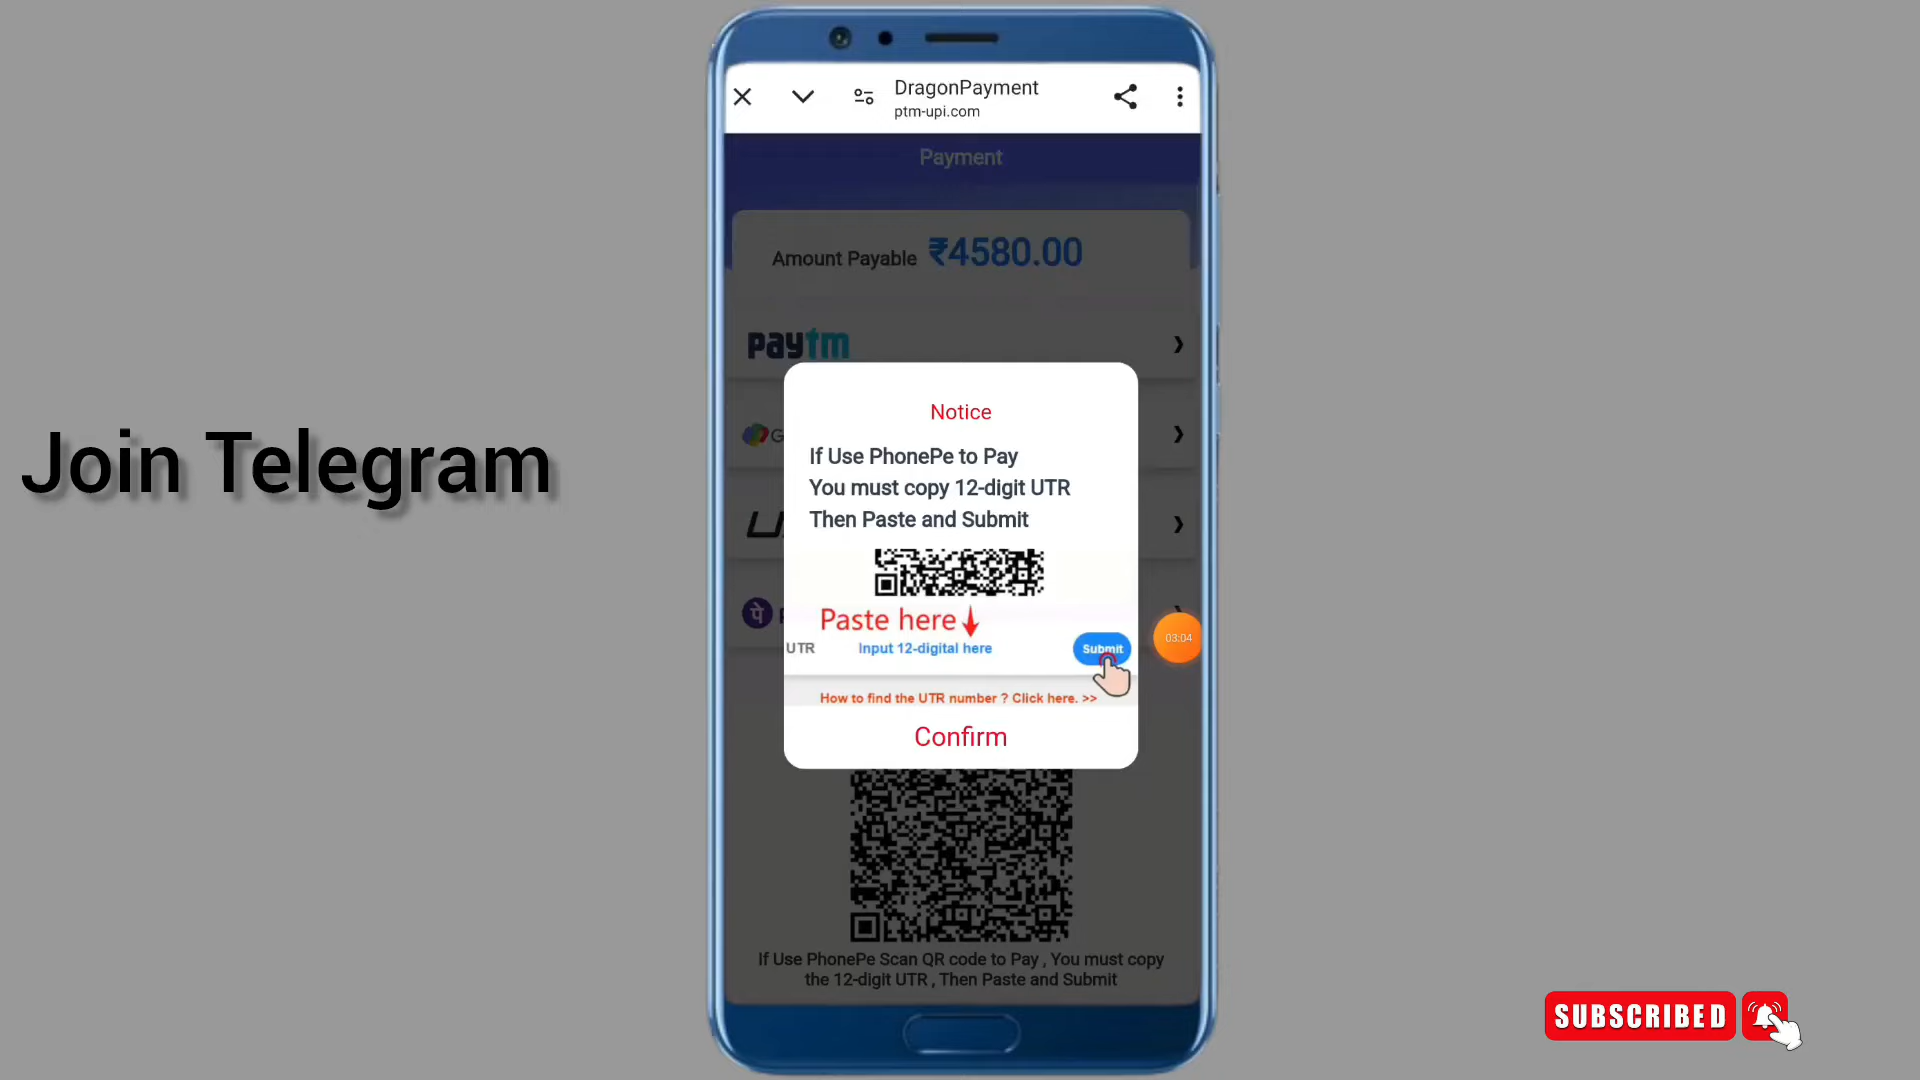 DragonPayment
ptm-upi.com
Payment
Amount Payable ₹4580.00
paytm
G
Notice
If Use PhonePe to Pay
You must copy 12-digit UTR
Then Paste and Submit
Paste here
UTR Input 12-digital here Submit
How to find the UTR number ? Click here. >>
Confirm
पे
03:04
If Use PhonePe Scan QR code to Pay , You must copy
the 12-digit UTR , Then Paste and Submit
Join Telegram
SUBSCRIBED